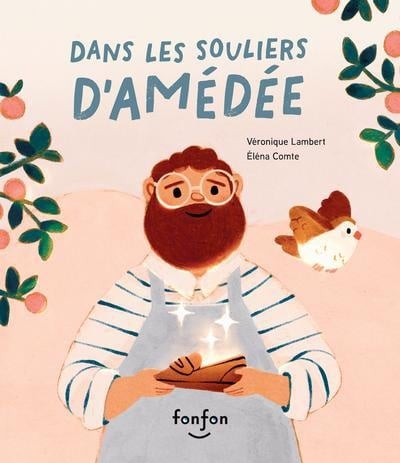 DANS LES SOULIERS
D'AMÉDÉE
Véronique Lambert
Éléna Comte
fonfon